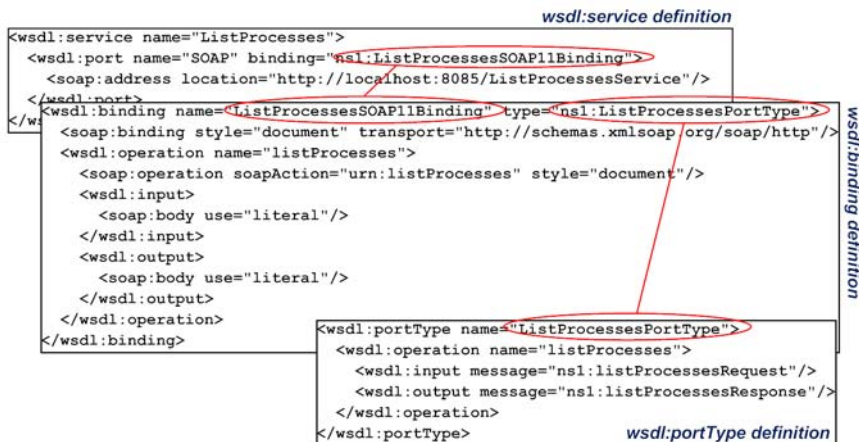 wsdl:service definition
<wsdl:service name="ListProcesses">
<wsdl:port name="SOAP" binding="ns1:ListProcessesSOAP11Binding">
<soap:address location="http://localhost:8085/ListProcessesService"/>
</wsdl:port>
</ws
<wsdl:binding name="ListProcessesSOAP11Binding" type="ns1:ListProcessesPortType">
<soap:binding style="document" transport="http://schemas.xmlsoap.org/soap/http"/>
<wsdl:operation name="listProcesses">
<soap:operation soapAction="urn:listProcesses" style="document"/>
<wsdl:input>
<soap:body use="literal"/>
</wsdl:input>
<wsdl:output>
<soap:body use="literal"/>
</wsdl:output>
</wsdl:operation>
</wsdl:binding>
wsdl:binding definition
<wsdl:portType name="ListProcessesPortType">
<wsdl:operation name="listProcesses">
<wsdl:input message="ns1:listProcessesRequest"/>
<wsdl:output message="ns1:listProcessesResponse"/>
</wsdl:operation>
</wsdl:portType>
wsdl:portType definition